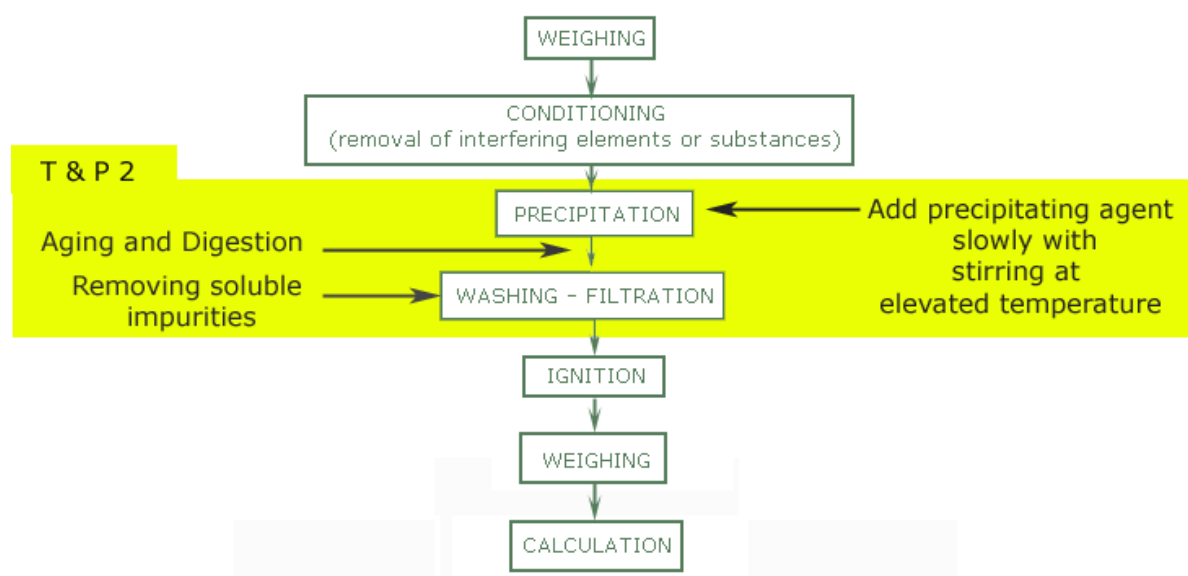 WEIGHING
CONDITIONING
(removal of interfering elements or substances)
T & P 2
PRECIPITATION
Add precipitating agent
slowly with
stirring at
elevated temperature
Aging and Digestion
Removing soluble
impurities
WASHING - FILTRATION
IGNITION
WEIGHING
CALCULATION